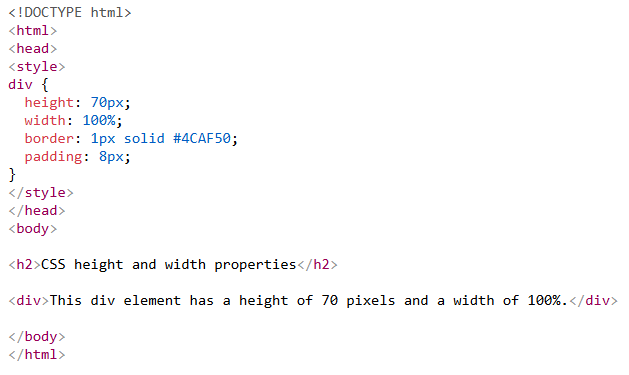 <!DOCTYPE html>
<html>
<head>
<style>
div {
  height: 70px;
  width: 100%;
  border: 1px solid #4CAF50;
  padding: 8px;
}
</style>
</head>
<body>

<h2>CSS height and width properties</h2>

<div>This div element has a height of 70 pixels and a width of 100%.</div>

</body>
</html>